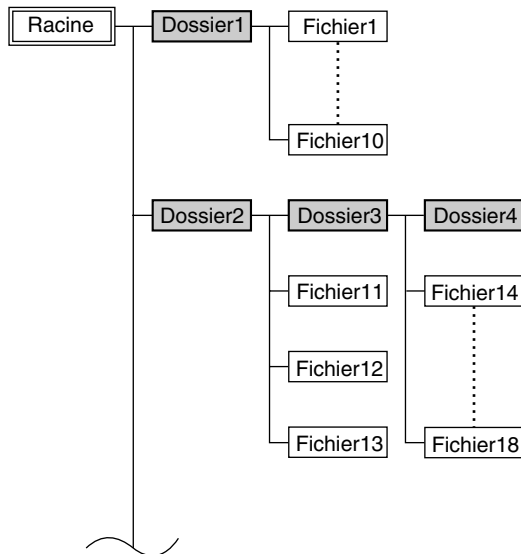 Racine
Dossier1
Fichier1
Fichier10
Dossier2
Dossier3
Dossier4
Fichier11
Fichier14
Fichier12
Fichier13
Fichier18